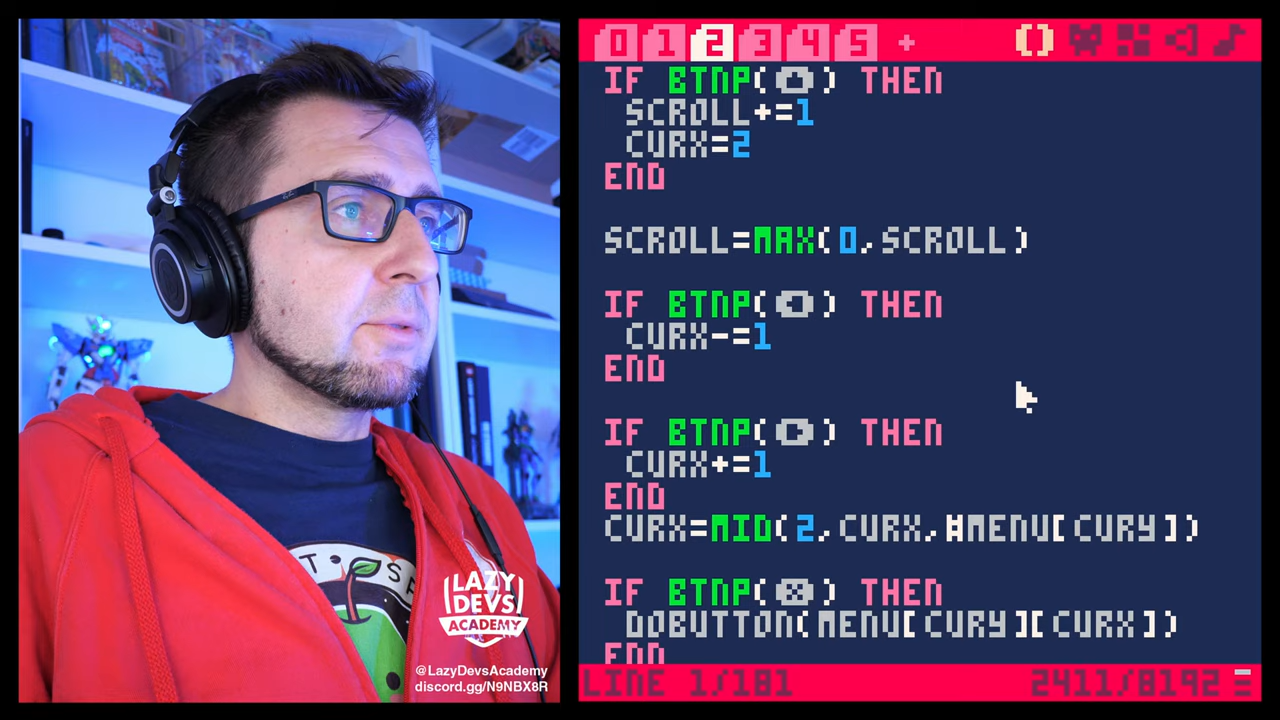 0 1 2 3 4 5 +
IF BTNP(⬆️) THEN
SCROLL+=1
CURX=2
END
SCROLL=MAX(0,SCROLL)
IF BTNP(⬅️) THEN
CURX-=1
END
IF BTNP(➡️) THEN
CURX+=1
END
CURX=MID(2,CURX,#MENU[CURY])
IF BTNP(❎) THEN
DOBUTTON(MENU[CURY][CURX])
END
LINE 1/181 2411/8192
LAZY
DEVS
ACADEMY
@LazyDevsAcademy
discord.gg/N9NBX8R